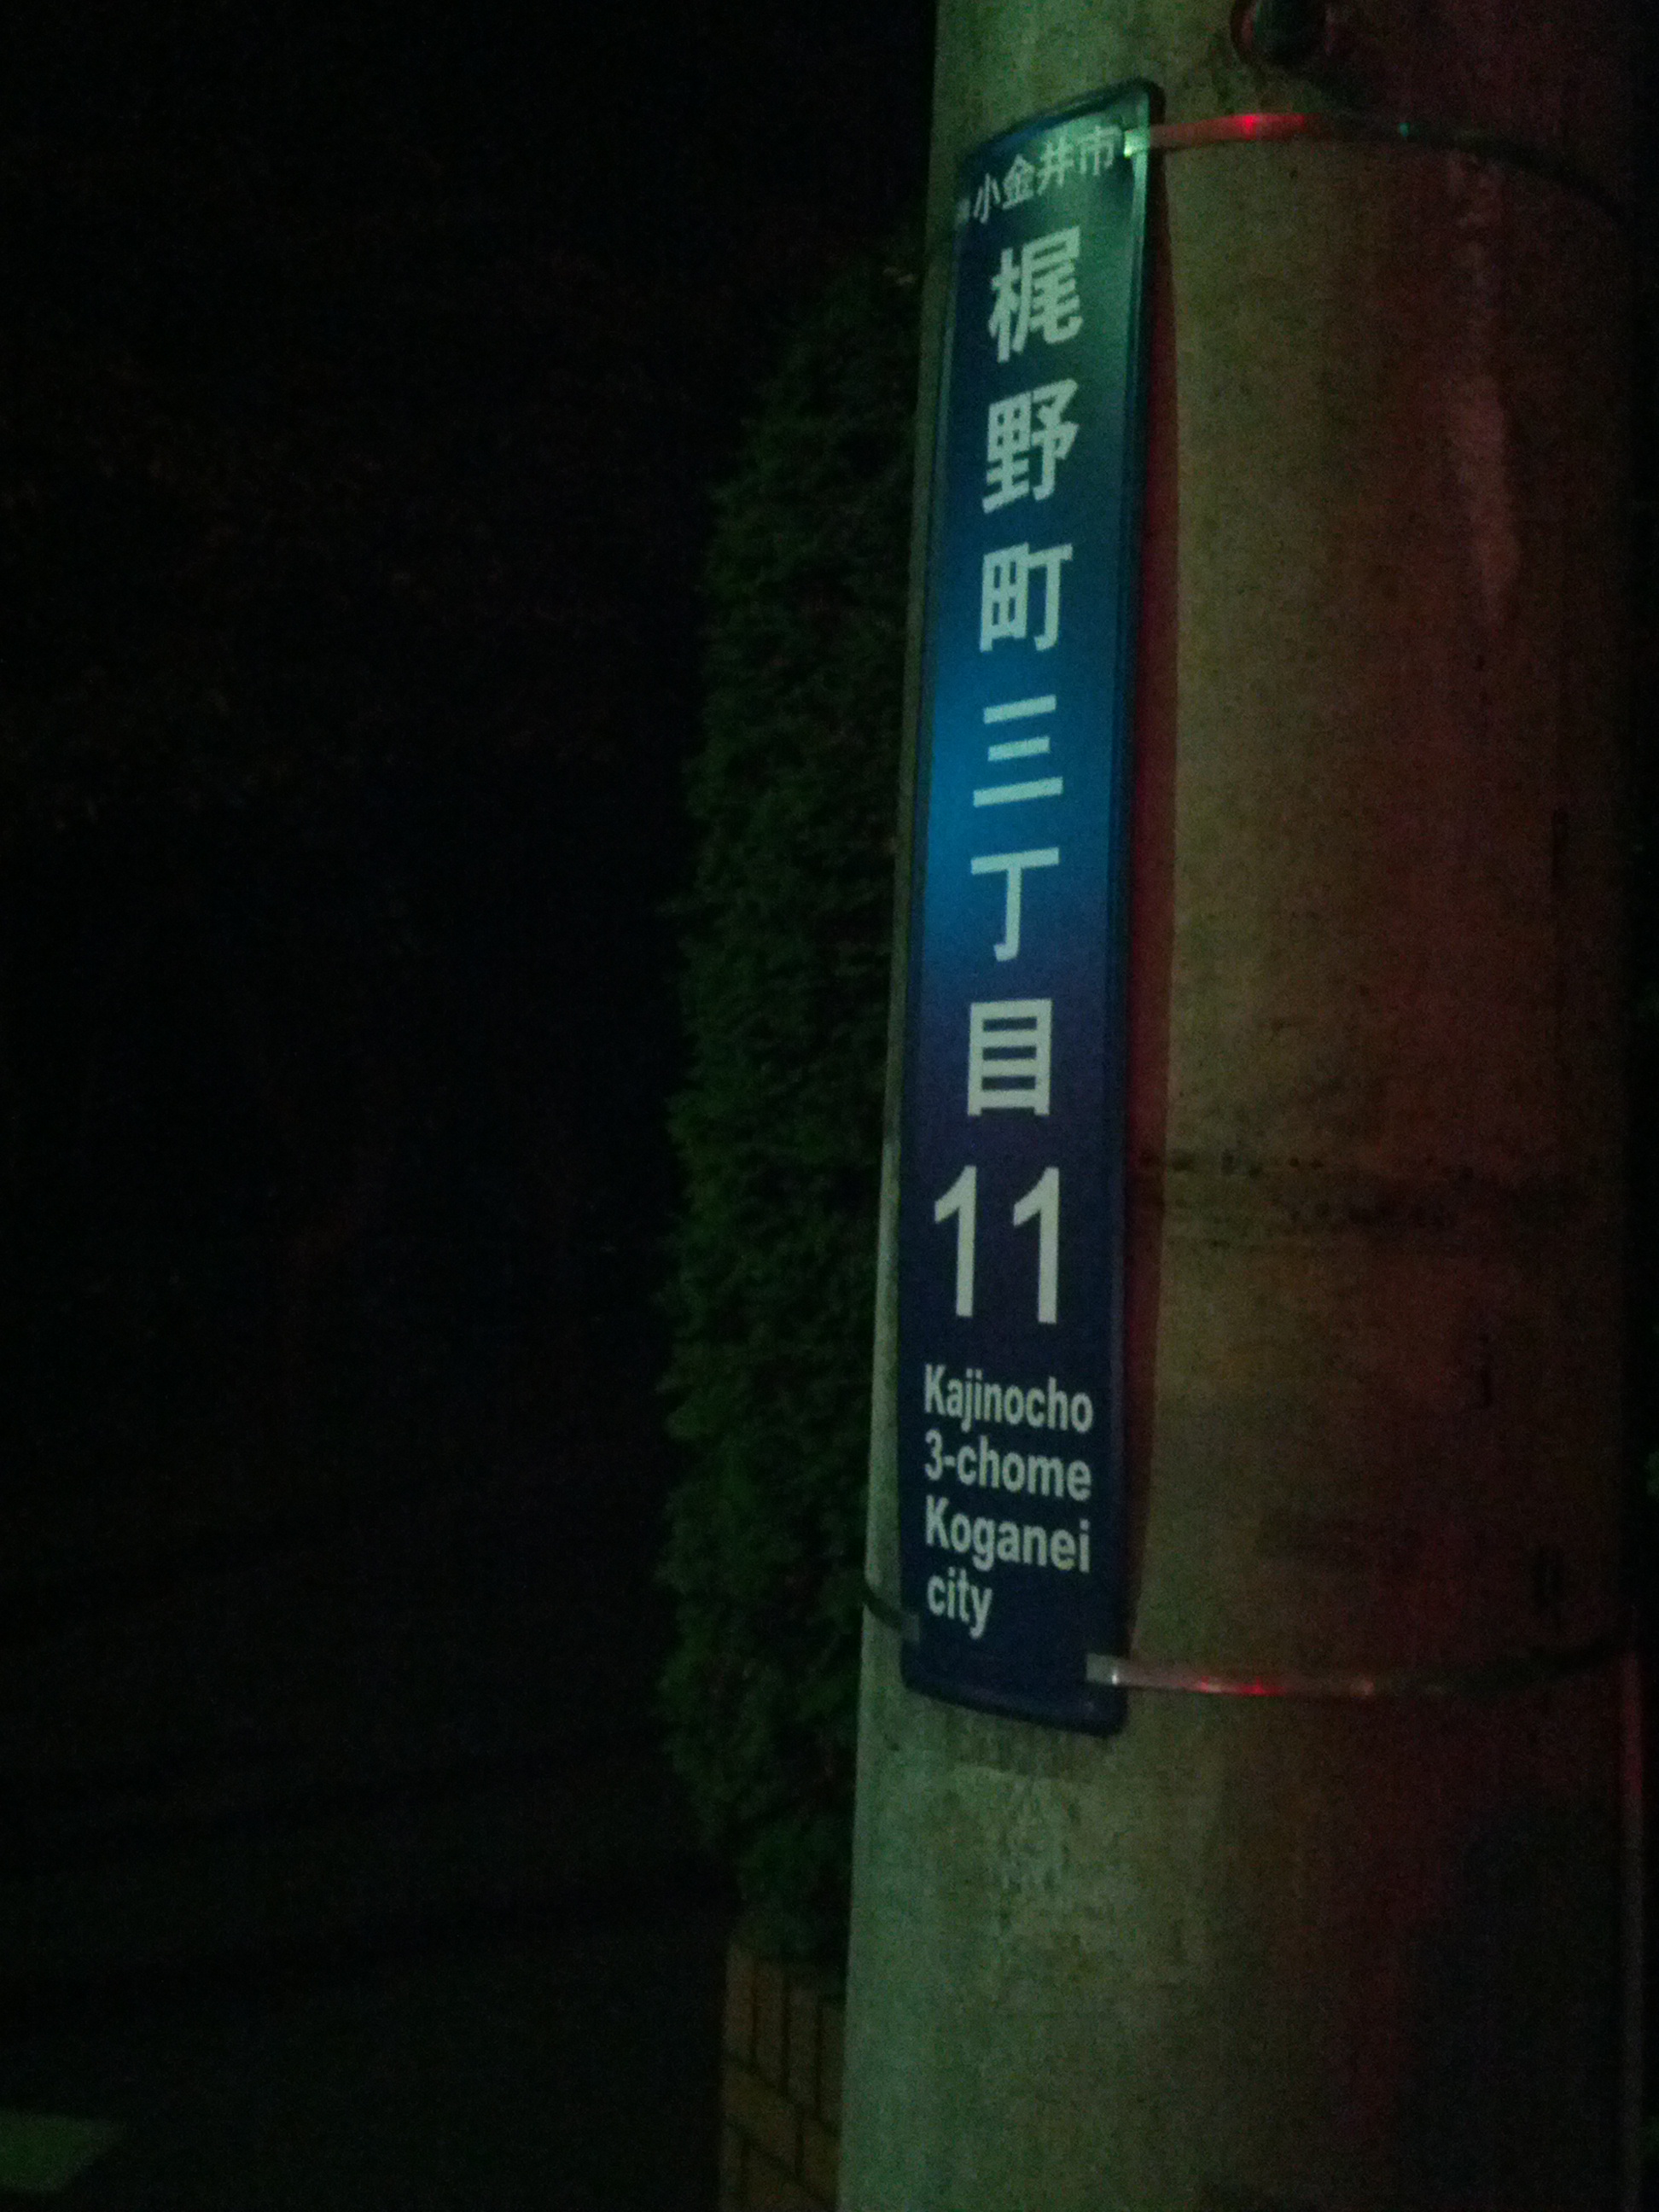 小金井市
梶野町三丁目
11
Kajinocho
3-chome
Koganei
city